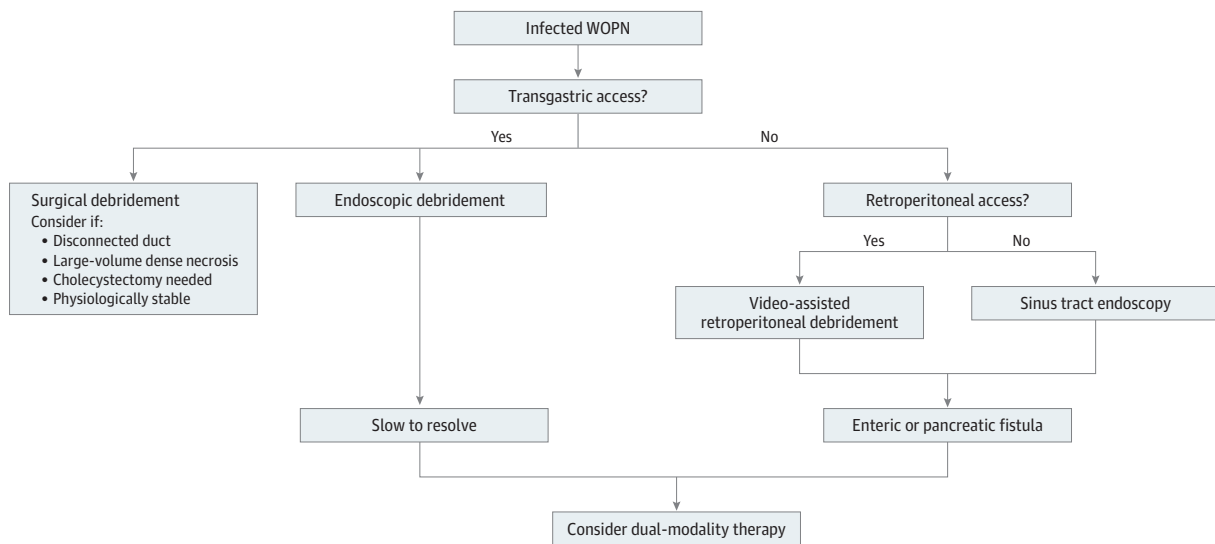 Infected WOPN
Transgastric access?
Yes
No
Surgical debridement
Consider if:
• Disconnected duct
• Large-volume dense necrosis
• Cholecystectomy needed
• Physiologically stable
Endoscopic debridement
Retroperitoneal access?
Yes
No
Video-assisted
retroperitoneal debridement
Sinus tract endoscopy
Slow to resolve
Enteric or pancreatic fistula
Consider dual-modality therapy